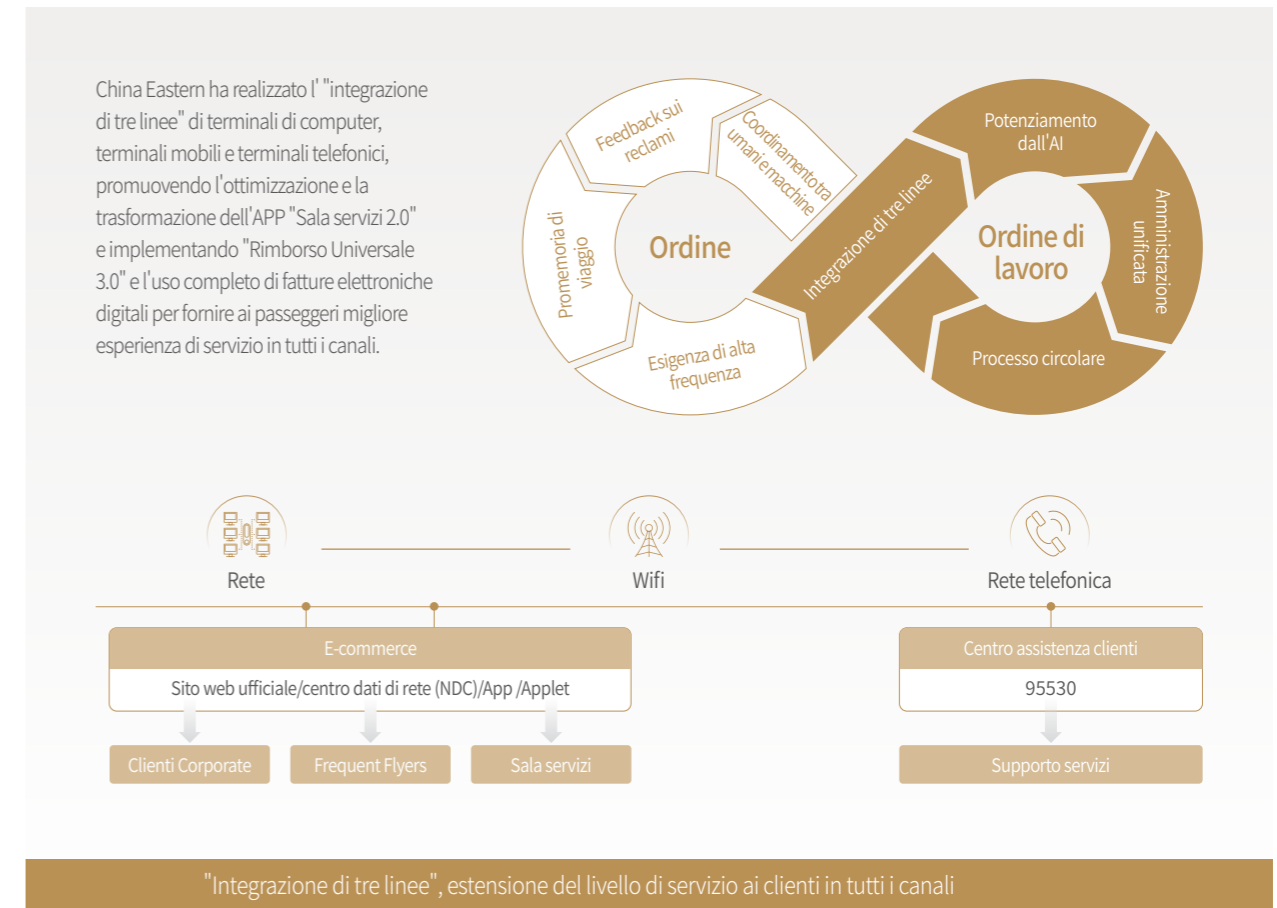 China Eastern ha realizzato l' "integrazione
di tre linee" di terminali di computer,
terminali mobili e terminali telefonici,
promuovendo l'ottimizzazione e la
trasformazione dell'APP "Sala servizi 2.0"
e implementando "Rimborso Universale
3.0" e l'uso completo di fatture elettroniche
digitali per fornire ai passeggeri migliore
esperienza di servizio in tutti i canali.
Feedback sui
reclami
Coordinamento tra
umani e macchine
Promemoria di
viaggio
Ordine
Esigenza di alta
frequenza
Integrazione di tre linee
Potenziamento
dall'AI
Amministrazione
unificata
Ordine di
lavoro
Processo circolare
Rete
Wifi
Rete telefonica
E-commerce
Sito web ufficiale/centro dati di rete (NDC)/App /Applet
Clienti Corporate
Frequent Flyers
Sala servizi
Centro assistenza clienti
95530
Supporto servizi
"Integrazione di tre linee", estensione del livello di servizio ai clienti in tutti i canali